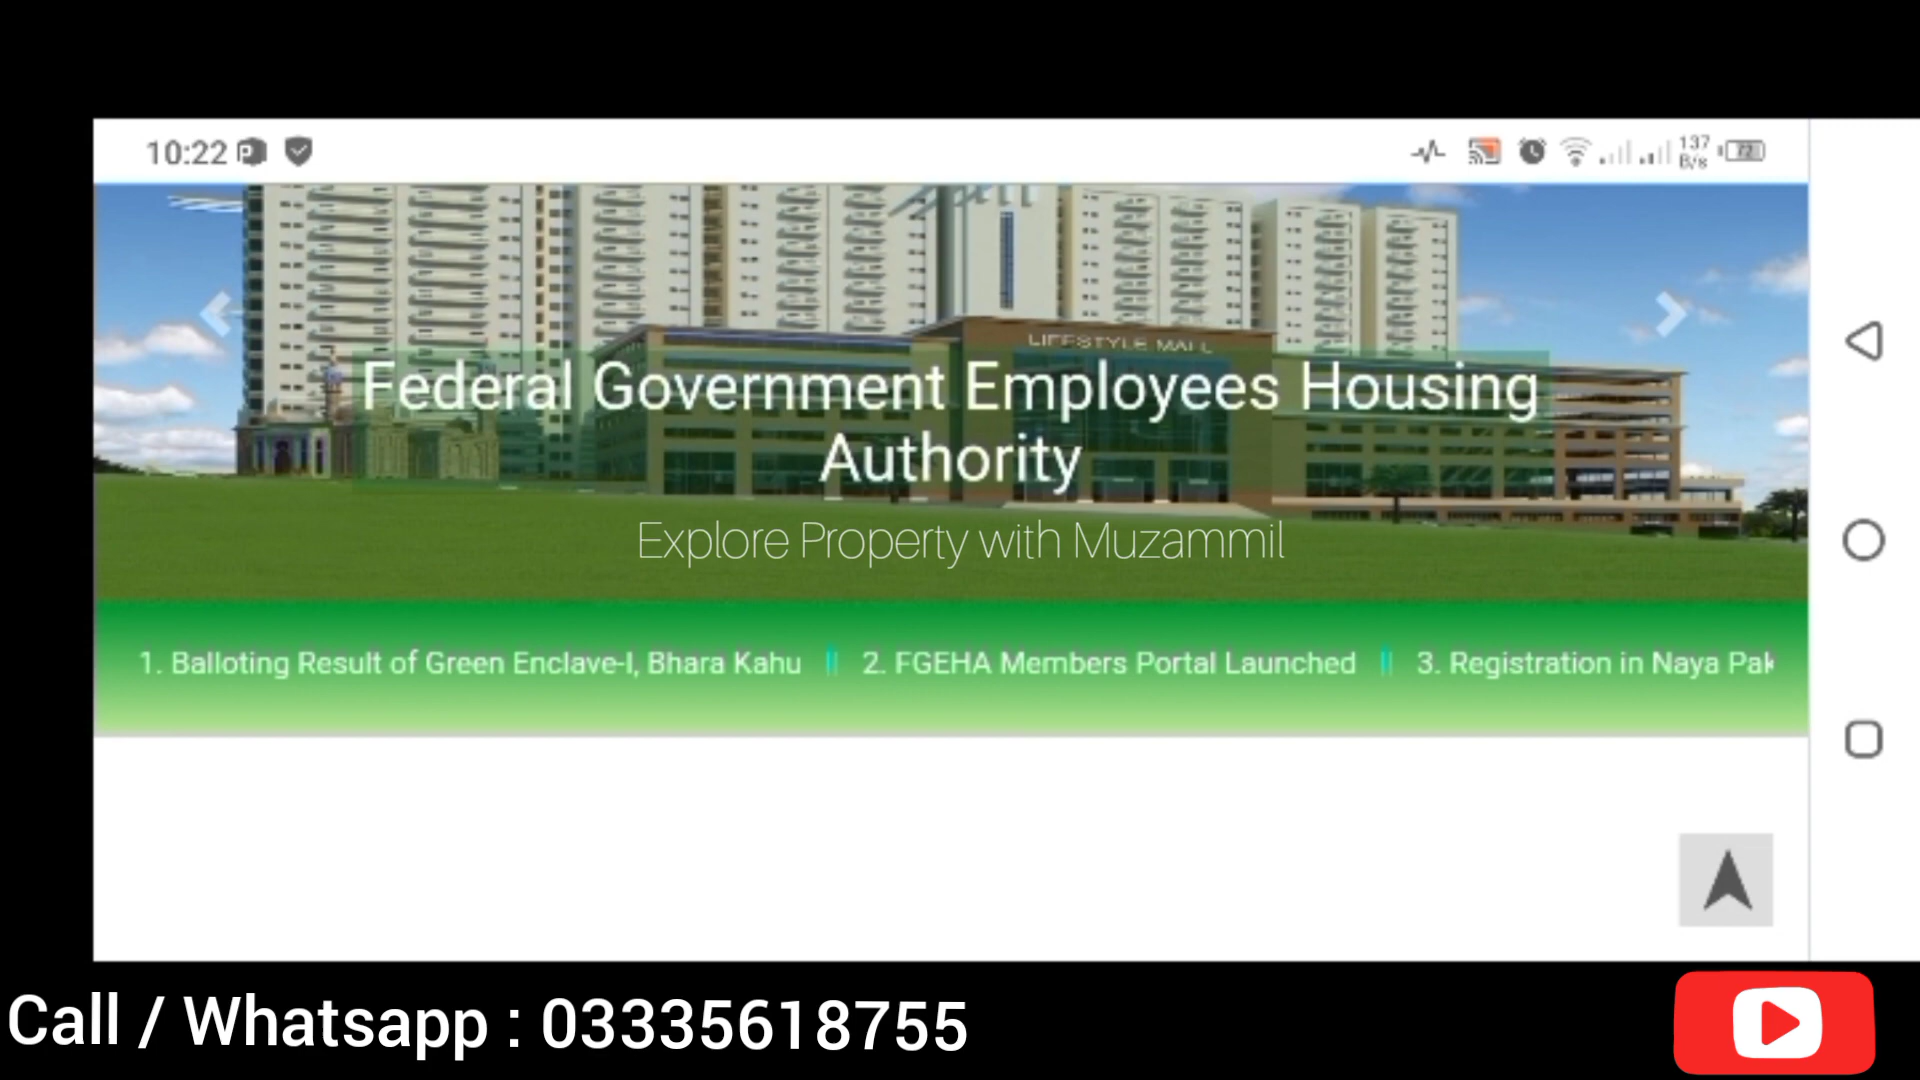 10:22
137
B/s
72
LIFESTYLE MALL
Federal Government Employees Housing
Authority
Explore Property with Muzammil
1. Balloting Result of Green Enclave-I, Bhara Kahu || 2. FGEHA Members Portal Launched || 3. Registration in Naya Pak
Call / Whatsapp : 03335618755